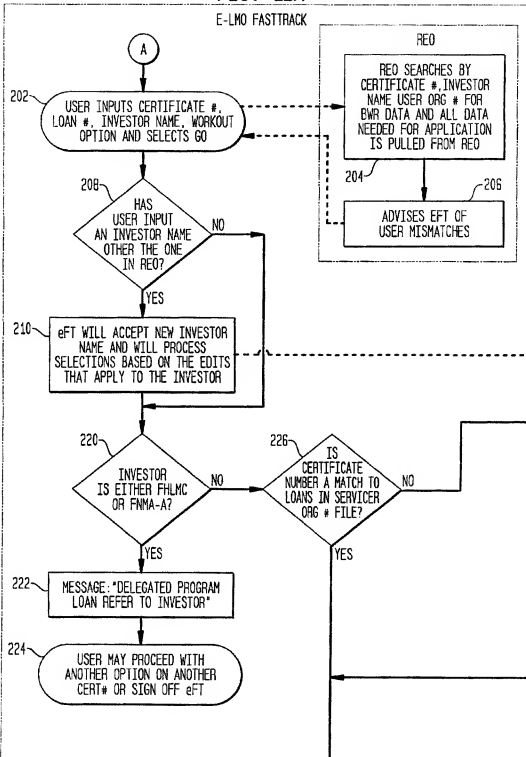 E-LMO FASTTRACK
A
REO
202
USER INPUTS CERTIFICATE #,
LOAN #, INVESTOR NAME, WORKOUT
OPTION AND SELECTS GO
REO SEARCHES BY
CERTIFICATE #,INVESTOR
NAME USER ORG # FOR
BWR DATA AND ALL DATA
NEEDED FOR APPLICATION
IS PULLED FROM REO
204
206
ADVISES EFT OF
USER MISMATCHES
208
HAS
USER INPUT
AN INVESTOR NAME
OTHER THE ONE
IN REO?
NO
YES
210
eFT WILL ACCEPT NEW INVESTOR
NAME AND WILL PROCESS
SELECTIONS BASED ON THE EDITS
THAT APPLY TO THE INVESTOR
220
INVESTOR
IS EITHER FHLMC
OR FNMA-A?
NO
YES
226
IS
CERTIFICATE
NUMBER A MATCH TO
LOANS IN SERVICER
ORG # FILE?
NO
YES
222
MESSAGE:"DELEGATED PROGRAM
LOAN REFER TO INVESTOR"
224
USER MAY PROCEED WITH
ANOTHER OPTION ON ANOTHER
CERT# OR SIGN OFF eFT